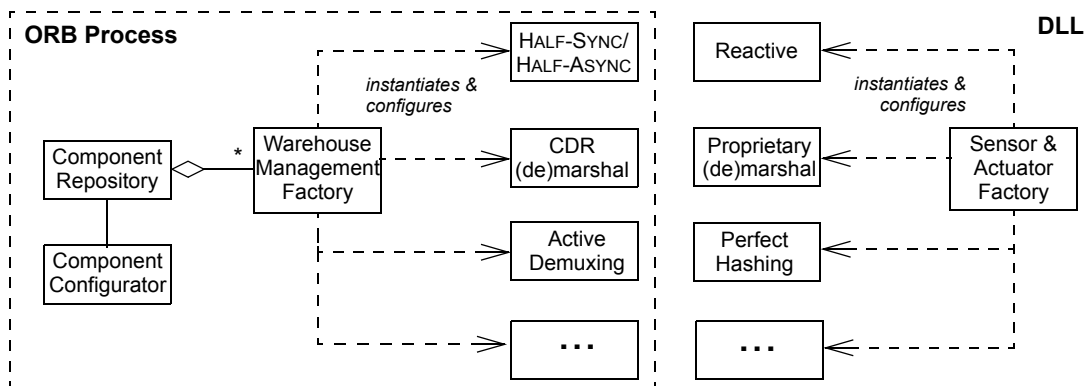 ORB Process
DLL
HALF-SYNC/
HALF-ASYNC
Reactive
instantiates &
configures
instantiates &
configures
Component
Repository
*
Warehouse
Management
Factory
CDR
(de)marshal
Proprietary
(de)marshal
Sensor &
Actuator
Factory
Component
Configurator
Active
Demuxing
Perfect
Hashing
...
...